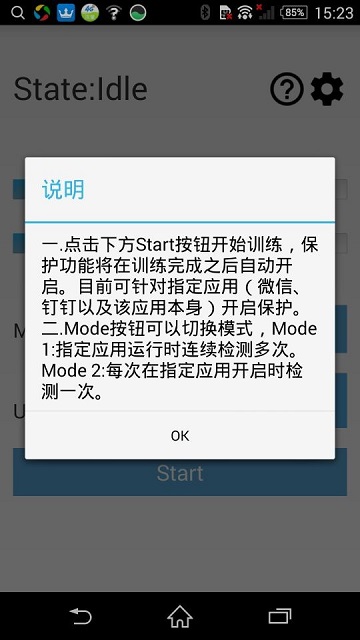 4G
85%
15:23
State:Idle
说明
一.点击下方Start按钮开始训练，保
护功能将在训练完成之后自动开
启。目前可针对指定应用（微信、
钉钉以及该应用本身）开启保护。
二.Mode按钮可以切换模式，Mode
1:指定应用运行时连续检测多次。
Mode 2:每次在指定应用开启时检
测一次。
M
U
OK
Start